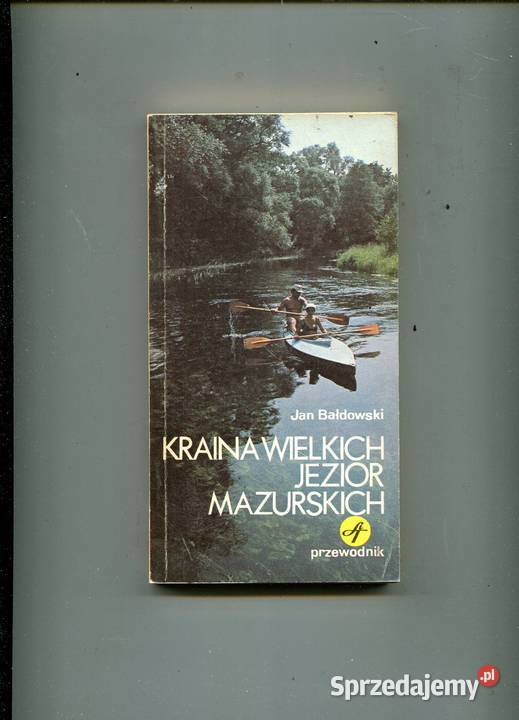 Jan Bałdowski
KRAINA WIELKICH
JEZIOR
MAZURSKICH
przewodnik
Sprzedajemy.pl